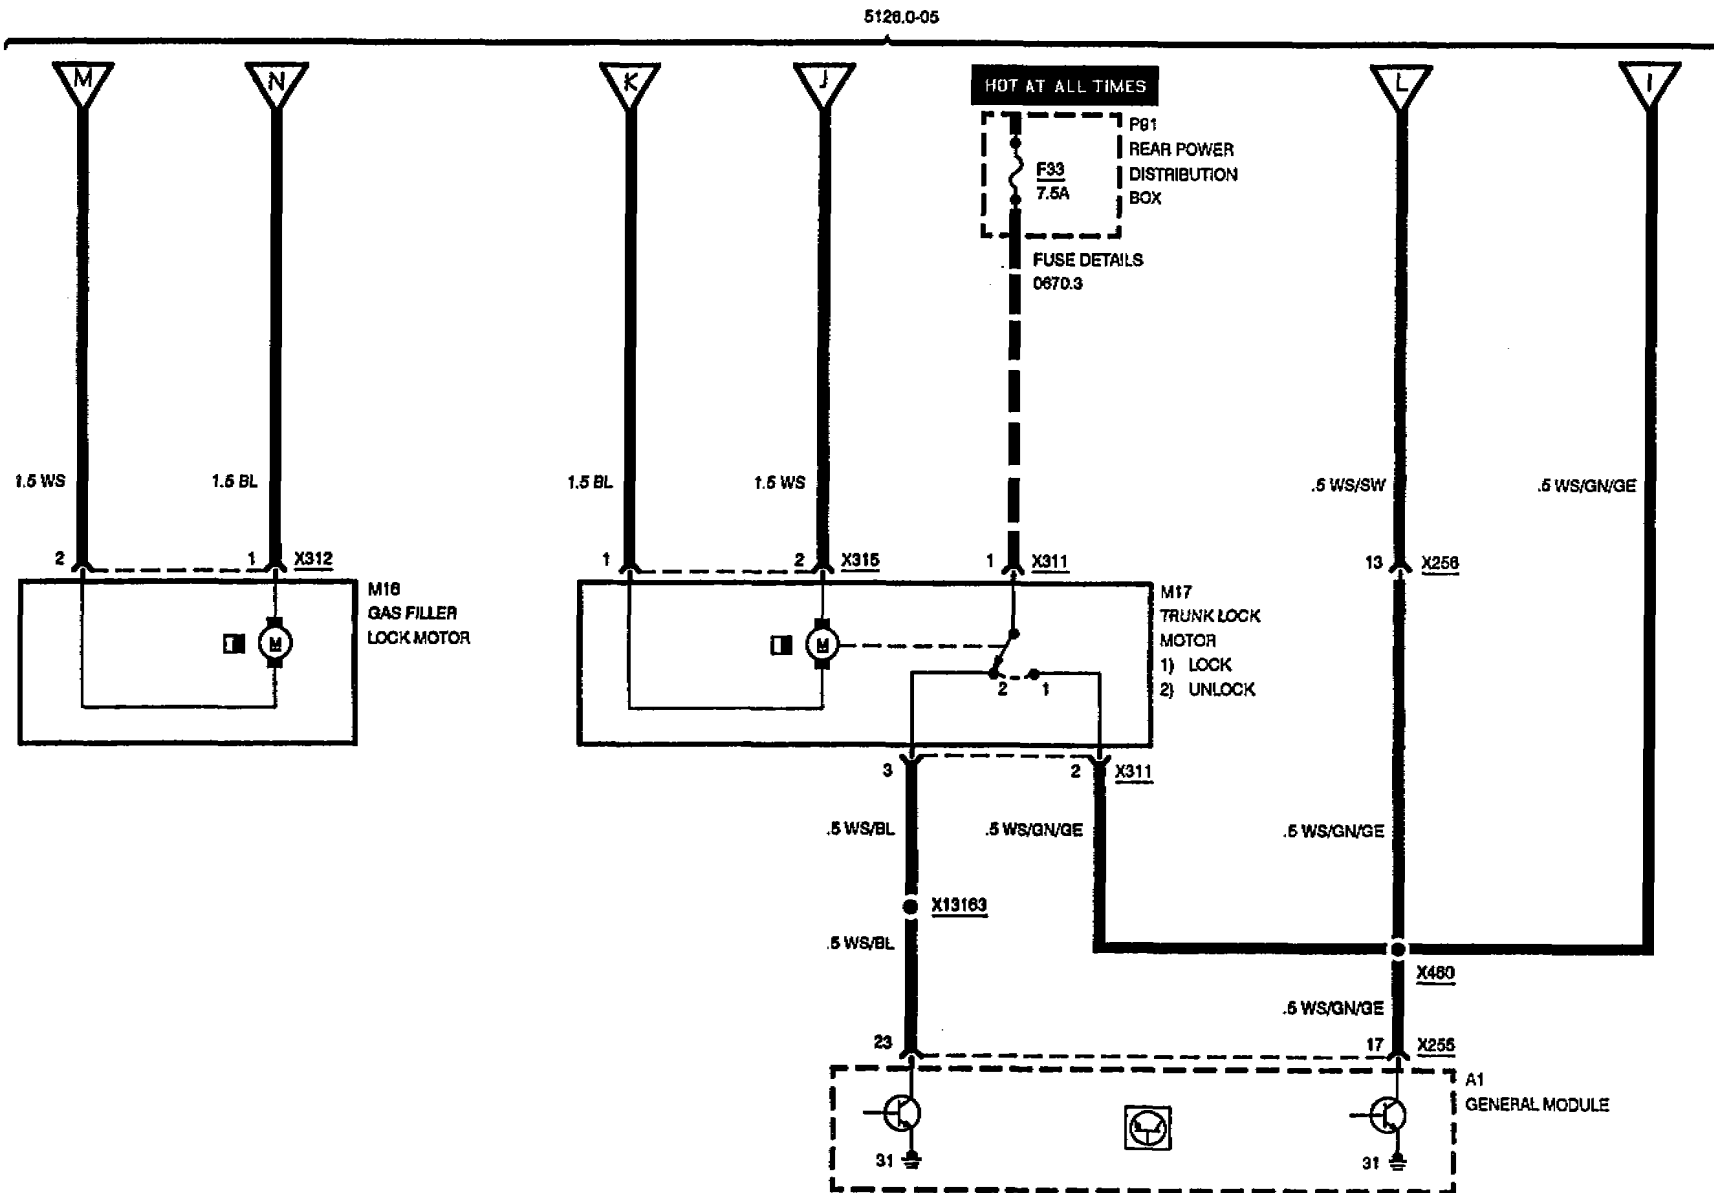 5126.0-05
M
N
K
J
HOT AT ALL TIMES
L
I
P91
REAR POWER
DISTRIBUTION
BOX
F33
7.5A
FUSE DETAILS
0670.3
1.5 WS
1.5 BL
1.5 BL
1.5 WS
.5 WS/SW
.5 WS/GN/GE
2
1
X312
1
2
X315
1
X311
13
X256
M16
GAS FILLER
LOCK MOTOR
M
M
2
1
M17
TRUNK LOCK
MOTOR
1) LOCK
2) UNLOCK
3
2
X311
.5 WS/BL
.5 WS/GN/GE
.5 WS/GN/GE
X13163
.5 WS/BL
X460
.5 WS/GN/GE
23
17
X255
A1
GENERAL MODULE
31
31